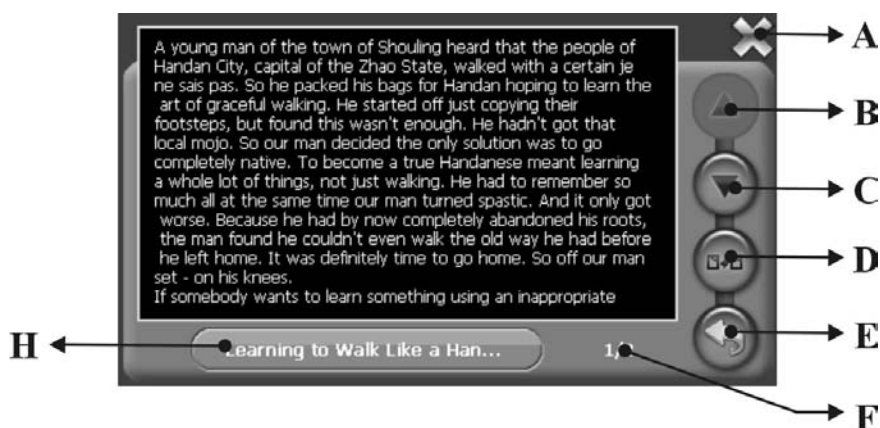 A young man of the town of Shouling heard that the people of
Handan City, capital of the Zhao State, walked with a certain je
ne sais pas. So he packed his bags for Handan hoping to learn the
art of graceful walking. He started off just copying their
footsteps, but found this wasn't enough. He hadn't got that
local mojo. So our man decided the only solution was to go
completely native. To become a true Handanese meant learning
a whole lot of things, not just walking. He had to remember so
much all at the same time our man turned spastic. And it only got
worse. Because he had by now completely abandoned his roots,
the man found he couldn't even walk the old way he had before
he left home. It was definitely time to go home. So off our man
set - on his knees.
If somebody wants to learn something using an inappropriate
Learning to Walk Like a Han...
1/
A
B
C
D
E
F
H